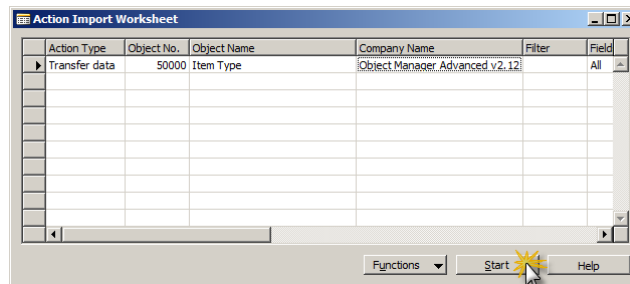 Action Import Worksheet
Action Type Object No. Object Name Company Name Filter Field
Transfer data 50000 Item Type Object Manager Advanced v2.12 All
Functions Start Help